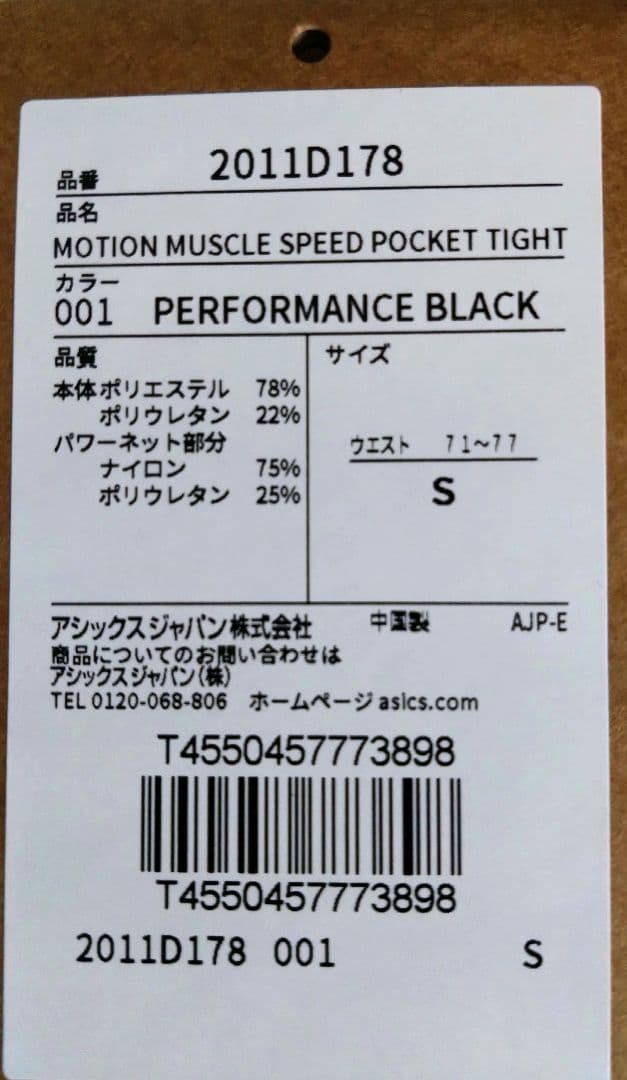 品番 2011D178
品名
MOTION MUSCLE SPEED POCKET TIGHT
カラー
001 PERFORMANCE BLACK
品質
本体 ポリエステル 78%
ポリウレタン 22%
パワーネット部分
ナイロン 75%
ポリウレタン 25%
サイズ
ウエスト 71〜77
S
アシックスジャパン株式会社 中国製 AJP-E
商品についてのお問い合わせは
アシックスジャパン(株)
TEL 0120-068-806 ホームページ asics.com
T4550457773898
T4550457773898
2011D178 001 S